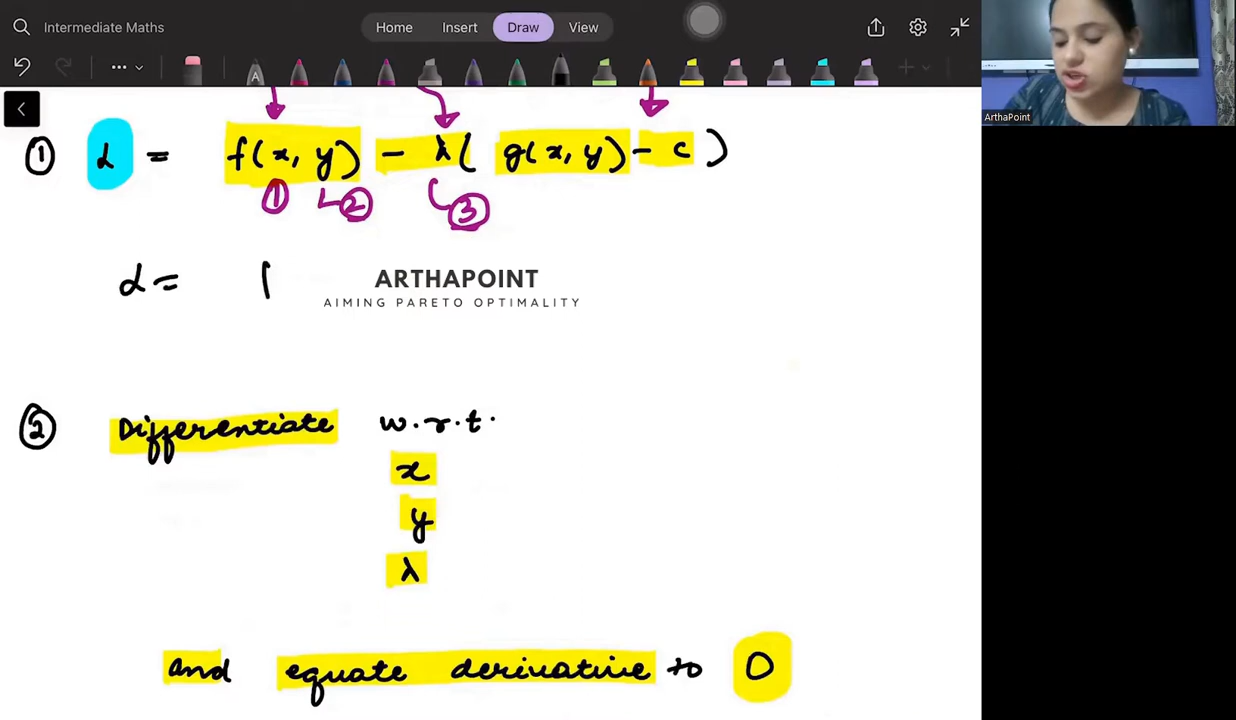 Intermediate Maths
Home Insert Draw View
ArthaPoint
① L = f(x, y) - λ( g(x, y) - c )
① ② ③
L = (
ARTHAPOINT
AIMING PARETO OPTIMALITY
② Differentiate w.r.t.
x
y
λ
and equate derivative to 0